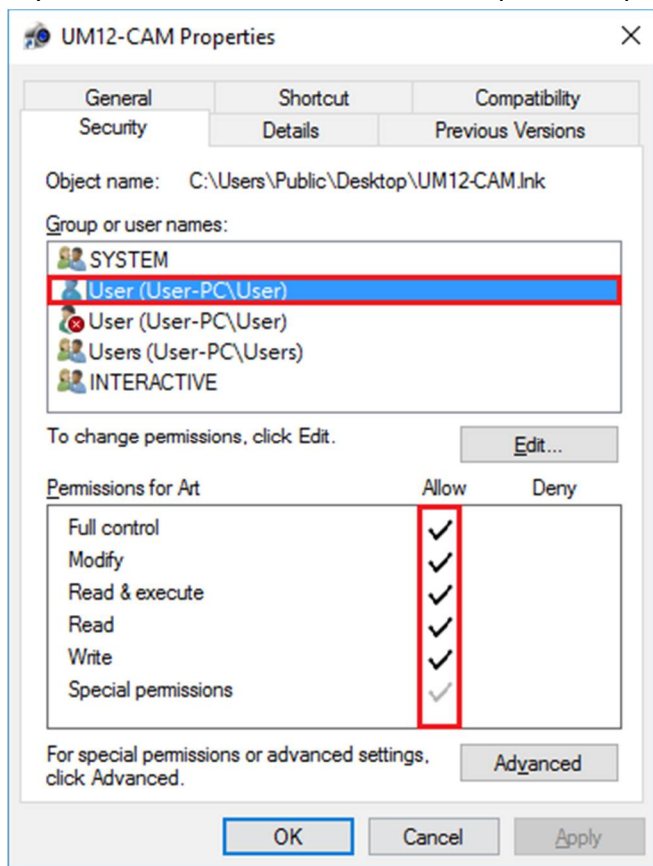 UM12-CAM Properties
General Shortcut Compatibility
Security Details Previous Versions
Object name: C:\Users\Public\Desktop\UM12-CAM.lnk
Group or user names:
SYSTEM
User (User-PC\User)
User (User-PC\User)
Users (User-PC\Users)
INTERACTIVE
To change permissions, click Edit.
Edit...
Permissions for Art Allow Deny
Full control
Modify
Read & execute
Read
Write
Special permissions
For special permissions or advanced settings,
click Advanced.
Advanced
OK Cancel Apply